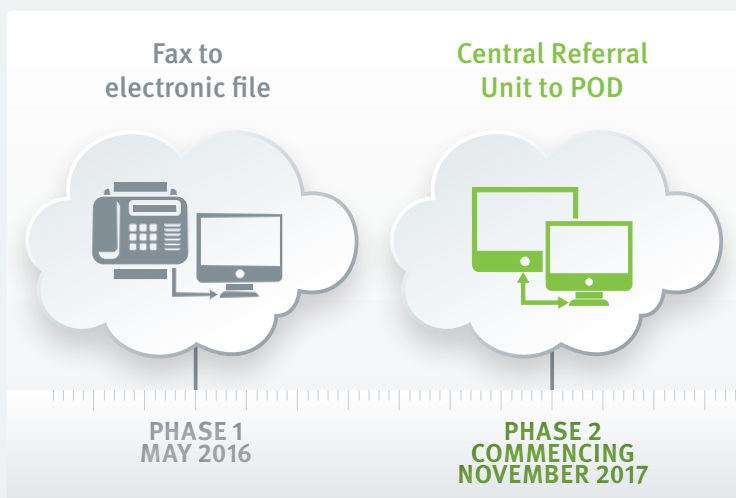 Fax to
electronic file
Central Referral
Unit to POD
PHASE 1
MAY 2016
PHASE 2
COMMENCING
NOVEMBER 2017